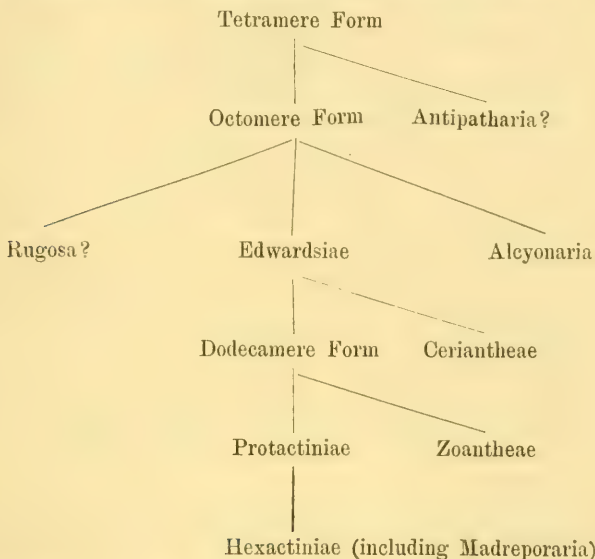 Tetramere Form
Octomere Form Antipatharia?
Rugosa? Edwardsiae Alcyonaria
Dodecamere Form Ceriantheae
Protactiniae Zoantheae
Hexactiniae (including Madreporaria)